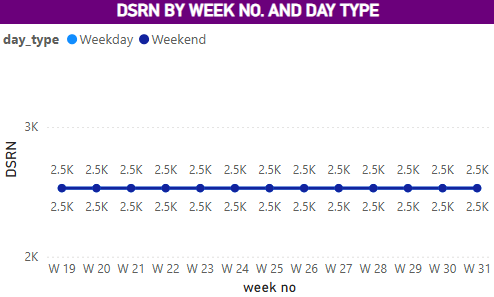 DSRN BY WEEK NO. AND DAY TYPE
day_type Weekday Weekend
3K
DSRN
2.5K 2.5K 2.5K 2.5K 2.5K 2.5K 2.5K 2.5K 2.5K 2.5K 2.5K 2.5K 2.5K
2.5K 2.5K 2.5K 2.5K 2.5K 2.5K 2.5K 2.5K 2.5K 2.5K 2.5K 2.5K 2.5K
2K
W 19 W 20 W 21 W 22 W 23 W 24 W 25 W 26 W 27 W 28 W 29 W 30 W 31
week no